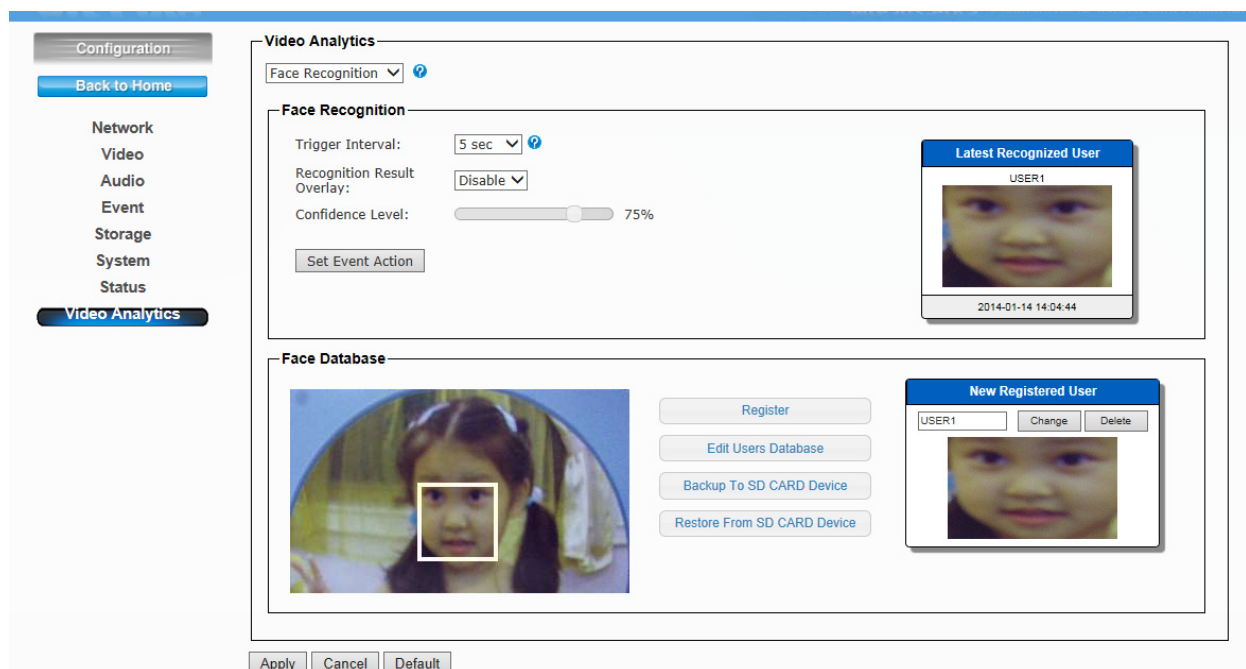 Configuration
Back to Home
Network
Video
Audio
Event
Storage
System
Status
Video Analytics
Video Analytics
Face Recognition
Face Recognition
Trigger Interval:
5 sec
Recognition Result
Overlay:
Disable
Confidence Level:
75%
Set Event Action
Latest Recognized User
USER1
2014-01-14 14:04:44
Face Database
Register
Edit Users Database
Backup To SD CARD Device
Restore From SD CARD Device
New Registered User
USER1
Change
Delete
Apply
Cancel
Default